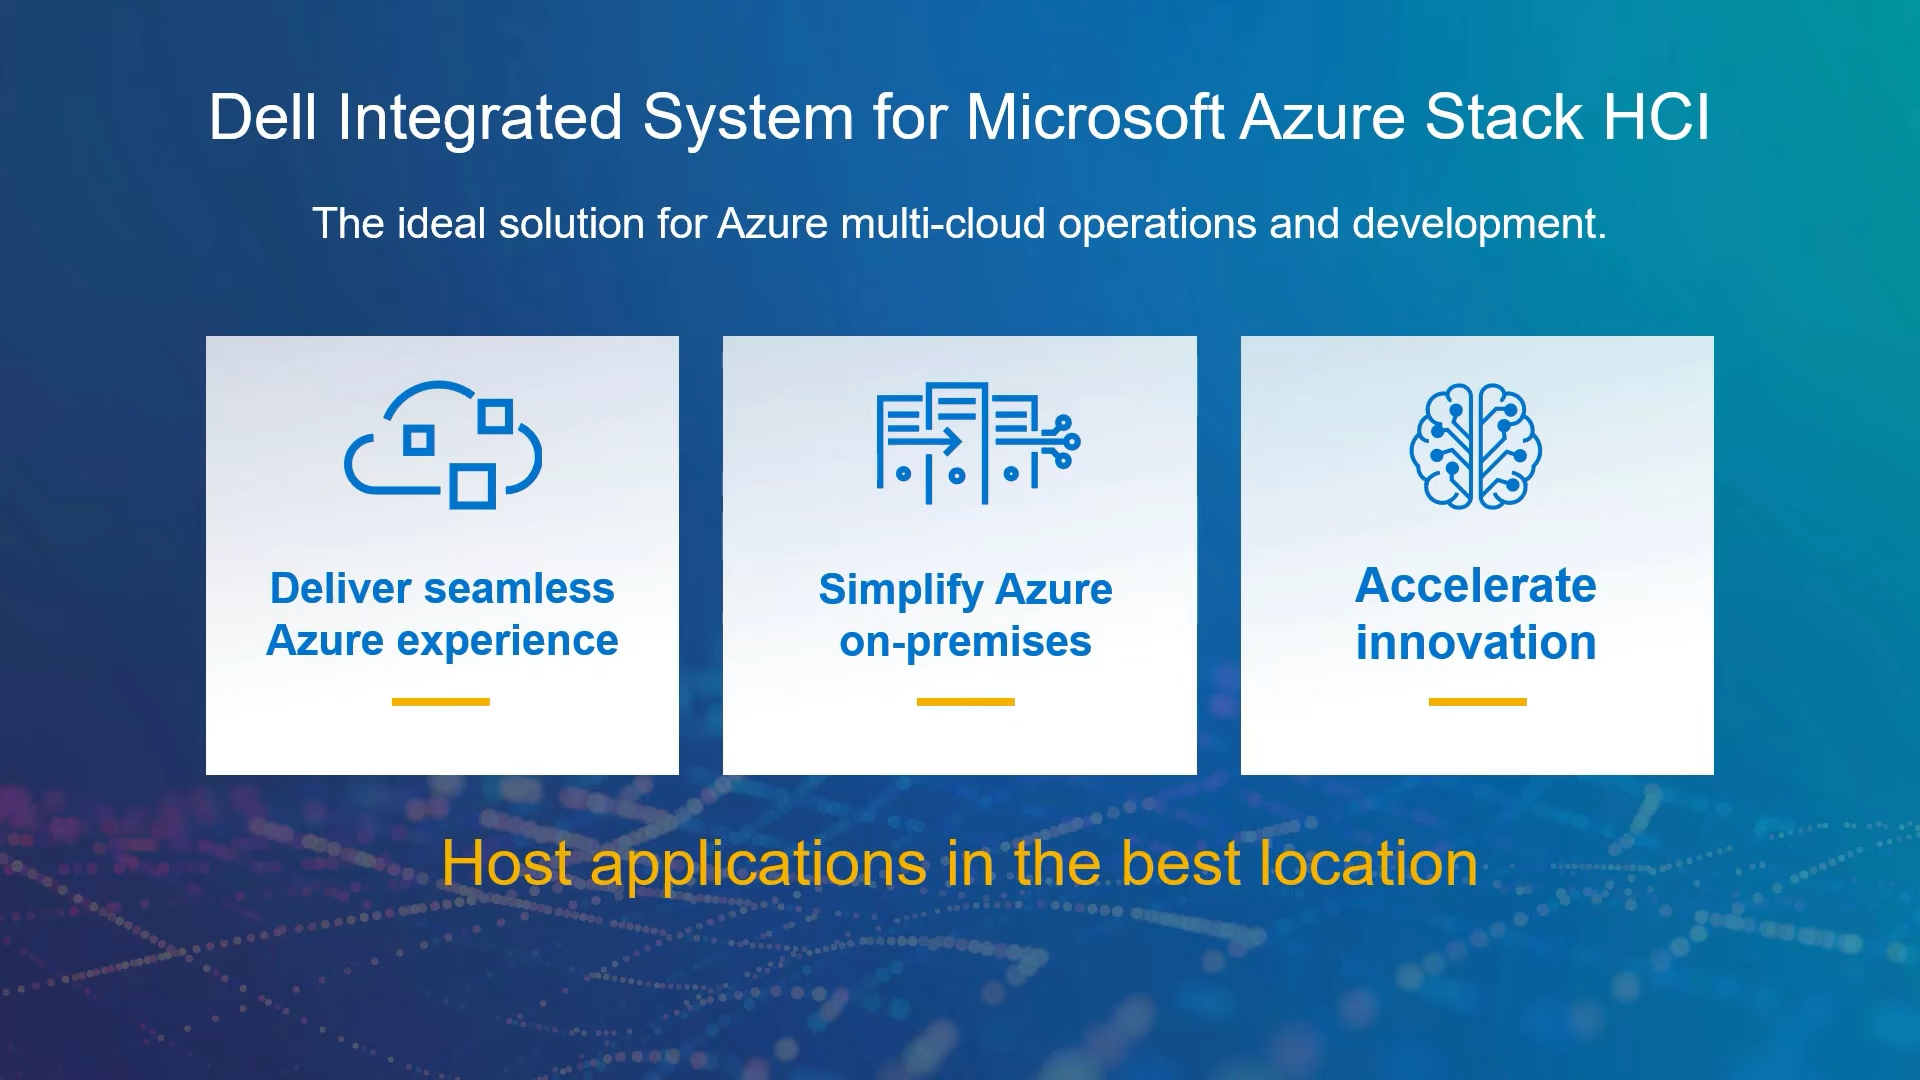 Dell Integrated System for Microsoft Azure Stack HCI
The ideal solution for Azure multi-cloud operations and development.
Deliver seamless
Azure experience
Simplify Azure
on-premises
Accelerate
innovation
Host applications in the best location